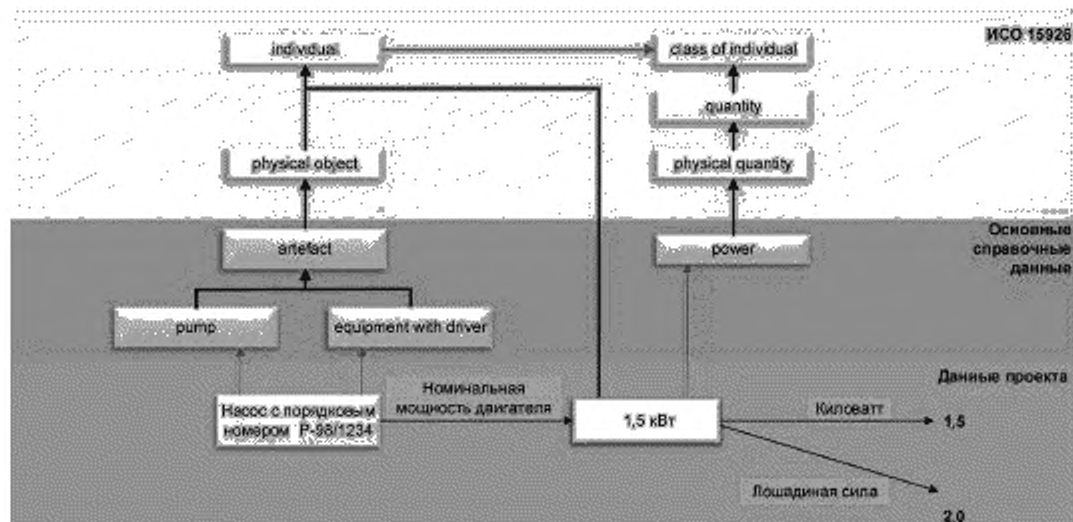 individual
class of individual
ИСО 15926
quantity
physical object
physical quantity
Основные
справочные
данные
artefact
power
pump
equipment with driver
Данные проекта
Номинальная
мощность двигателя
Насос с порядковым
номером P-98/1234
1,5 кВт
Киловатт
1,5
Лошадиная сила
2,0